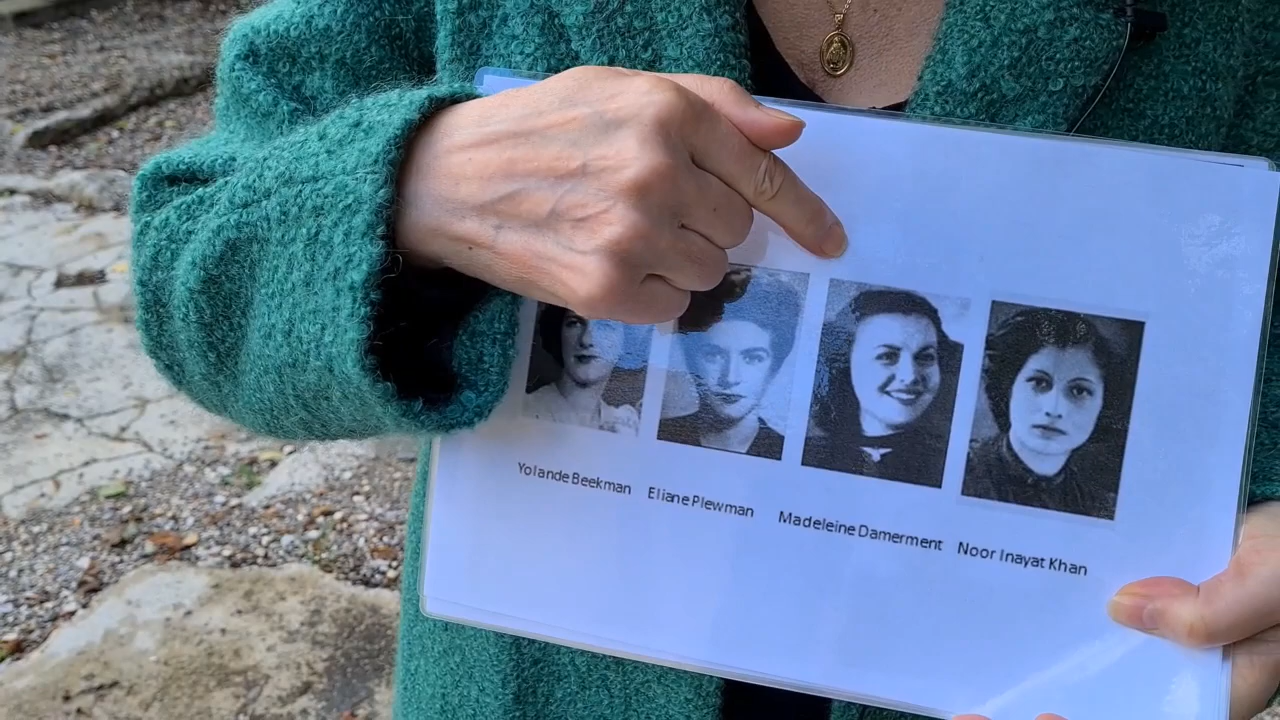 Yolande Beekman
Eliane Plewman
Madeleine Damerment
Noor Inayat Khan